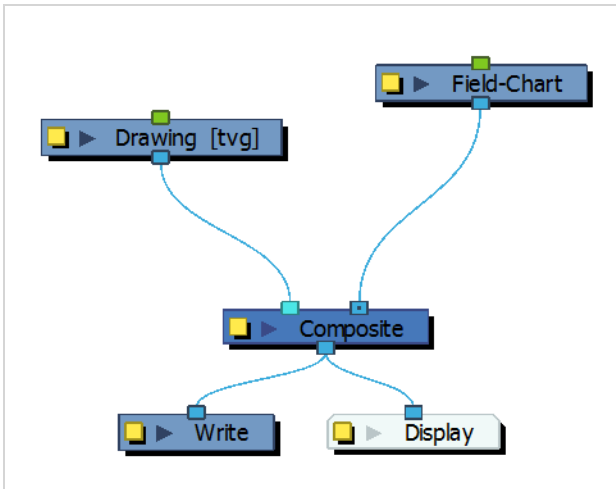 Field-Chart
Drawing [tvg]
Composite
Write
Display